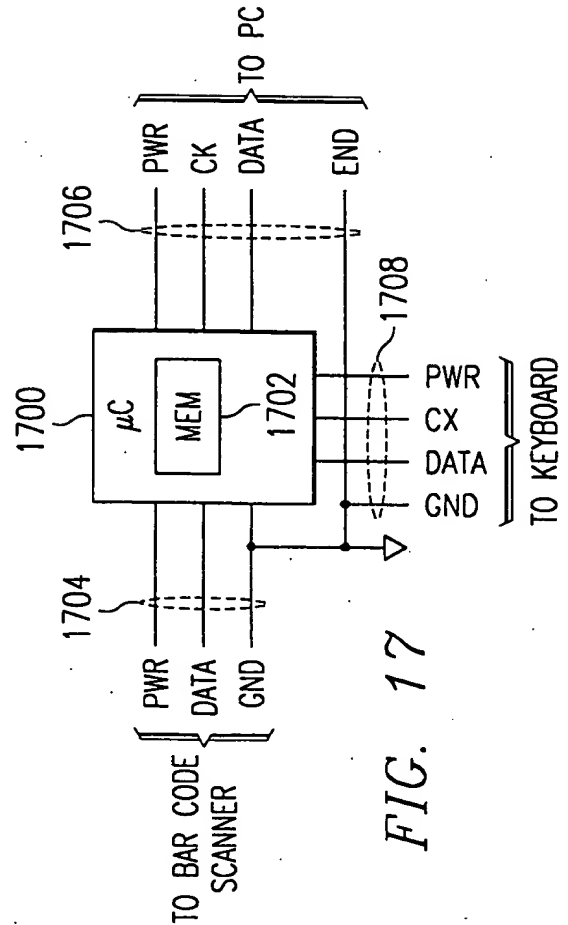 1700
1706
µC
MEM
1702
PWR
CK
DATA
END
TO PC
1704
PWR
DATA
GND
TO BAR CODE
SCANNER
1708
PWR
CX
DATA
GND
TO KEYBOARD
FIG. 17